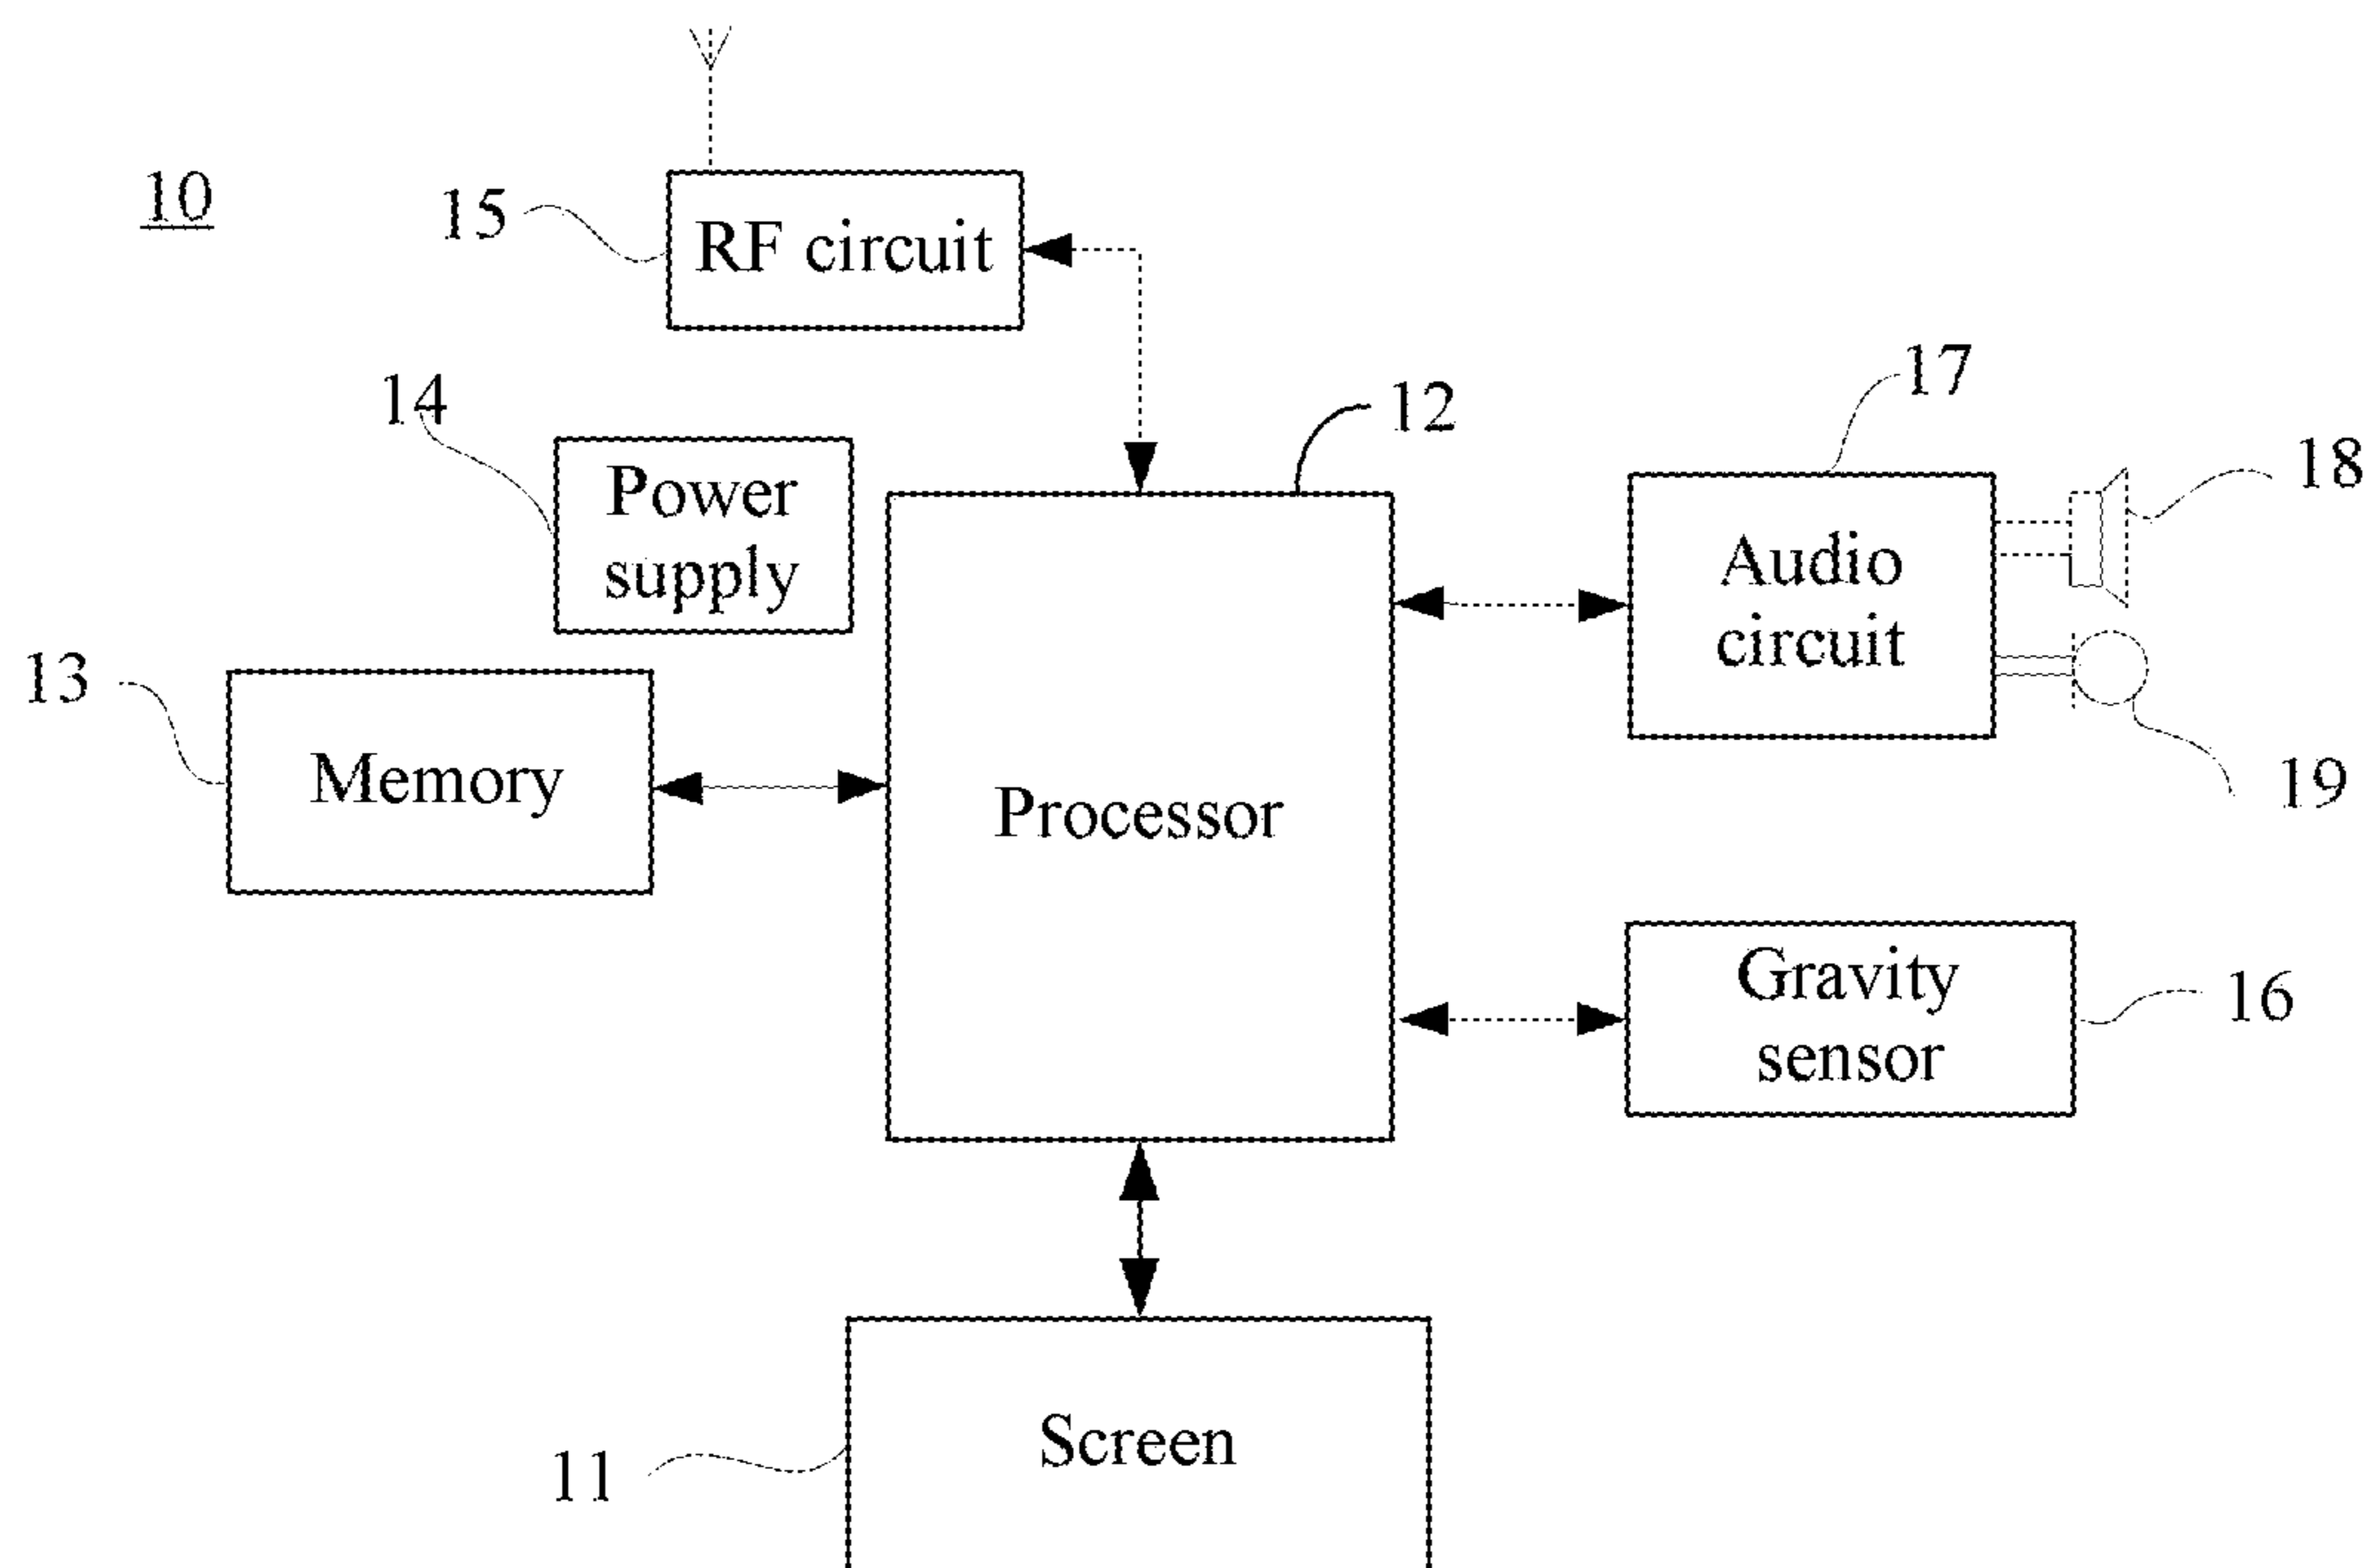 10
15
RF circuit
14
Power
supply
12
17
18
Audio
circuit
13
Memory
Processor
19
Gravity
sensor
16
Screen
11